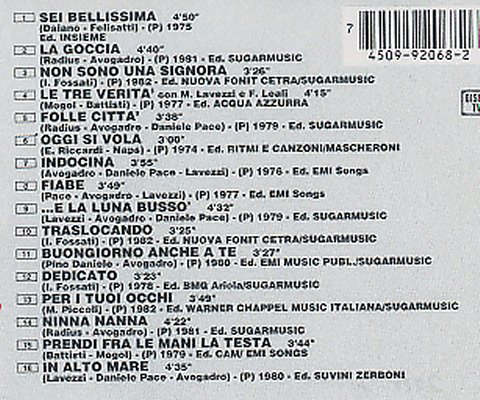 1 SEI BELLISSIMA 4'50"
(Daiano - Felisatti) - (P) 1975
Ed. INSIEME
2 LA GOCCIA 4'40"
(Radius - Avogadro) - (P) 1981 - Ed. SUGARMUSIC
3 NON SONO UNA SIGNORA 3'26"
(I. Fossati) - (P) 1982 - Ed. NUOVA FONIT CETRA/SUGARMUSIC
4 LE TRE VERITA' con M. Lavezzi e F. Leali 4'15"
(Mogol - Battisti) - (P) 1977 - Ed. ACQUA AZZURRA
5 FOLLE CITTA' 3'38"
(Radius - Avogadro - Daniele Pace) - (P) 1979 - Ed. SUGARMUSIC
6 OGGI SI VOLA 3'00"
(E. Riccardi - Naps) - (P) 1974 - Ed. RITMI E CANZONI/MASCHERONI
7 INDOCINA 3'55"
(Avogadro - Daniele Pace - Lavezzi) - (P) 1976 - Ed. EMI Songs
8 FIABE 3'49"
(Pace - Avogadro - Lavezzi) - (P) 1977 - Ed. EMI Songs
9 ...E LA LUNA BUSSO' 4'32"
(Lavezzi - Avogadro - Daniele Pace) - (P) 1979 - Ed. SUGARMUSIC
10 TRASLOCANDO 3'25"
(I. Fossati) - (P) 1982 - Ed. NUOVA FONIT CETRA/SUGARMUSIC
11 BUONGIORNO ANCHE A TE 3'27"
(Pino Daniele - Avogadro) - (P) 1980 - Ed. EMI MUSIC PUBL./SUGARMUSIC
12 DEDICATO 3'23"
(I. Fossati) - (P) 1978 - Ed. BMG Ariola/SUGARMUSIC
13 PER I TUOI OCCHI 3'49"
(M. Piccoli) - (P) 1982 - Ed. WARNER CHAPPEL MUSIC ITALIANA/SUGARMUSIC
14 NINNA NANNA 4'22"
(Radius - Avogadro) - (P) 1981 - Ed. SUGARMUSIC
15 PRENDI FRA LE MANI LA TESTA 3'44"
(Battisti - Mogol) - (P) 1979 - Ed. CAM/ EMI SONGS
16 IN ALTO MARE 4'35"
(Lavezzi - Daniele Pace - Avogadro) - (P) 1980 - Ed. SUVINI ZERBONI
7 4509-92068-2